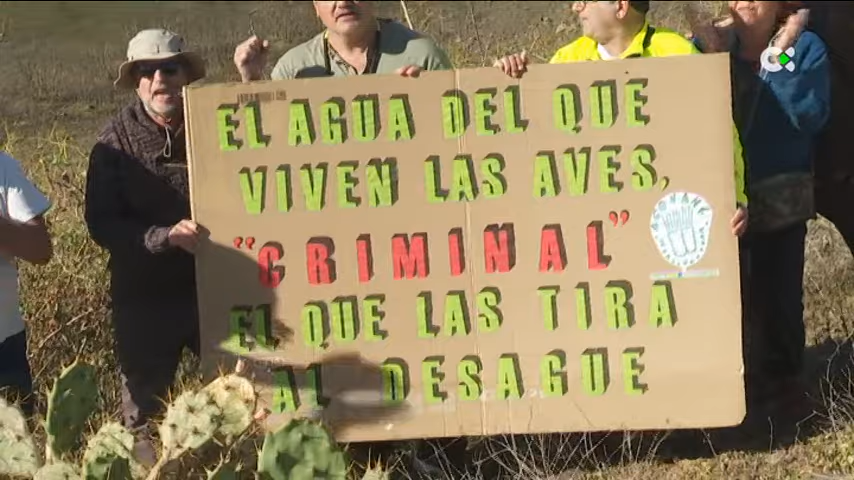 EL AGUA DEL QUE
VIVEN LAS AVES,
"CRIMINAL"
EL QUE LAS TIRA
AL DESAGUE